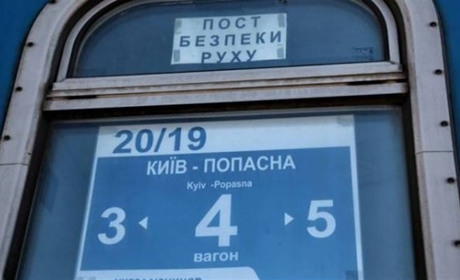 ПОСТ
БЕЗПЕКИ
РУХУ
20/19
КИЇВ - ПОПАСНА
Kyiv -Popasna
3 ◄ 4 ► 5
вагон